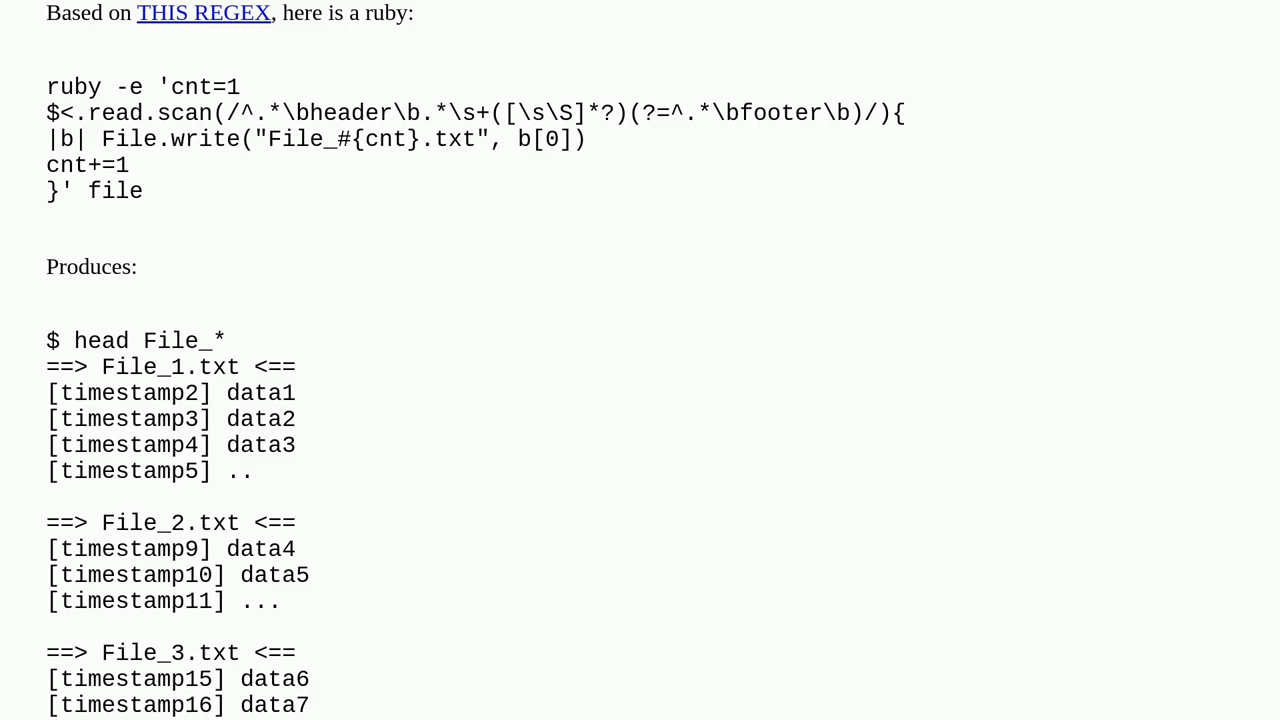 Based on THIS REGEX, here is a ruby:
ruby -e 'cnt=1
$<.read.scan(/^.*\bheader\b.*\s+([\s\S]*?)(?=^.*\bfooter\b)/){
|b| File.write("File_#{cnt}.txt", b[0])
cnt+=1
}' file
Produces:
$ head File_*
==> File_1.txt <==
[timestamp2] data1
[timestamp3] data2
[timestamp4] data3
[timestamp5] ..
==> File_2.txt <==
[timestamp9] data4
[timestamp10] data5
[timestamp11] ...
==> File_3.txt <==
[timestamp15] data6
[timestamp16] data7